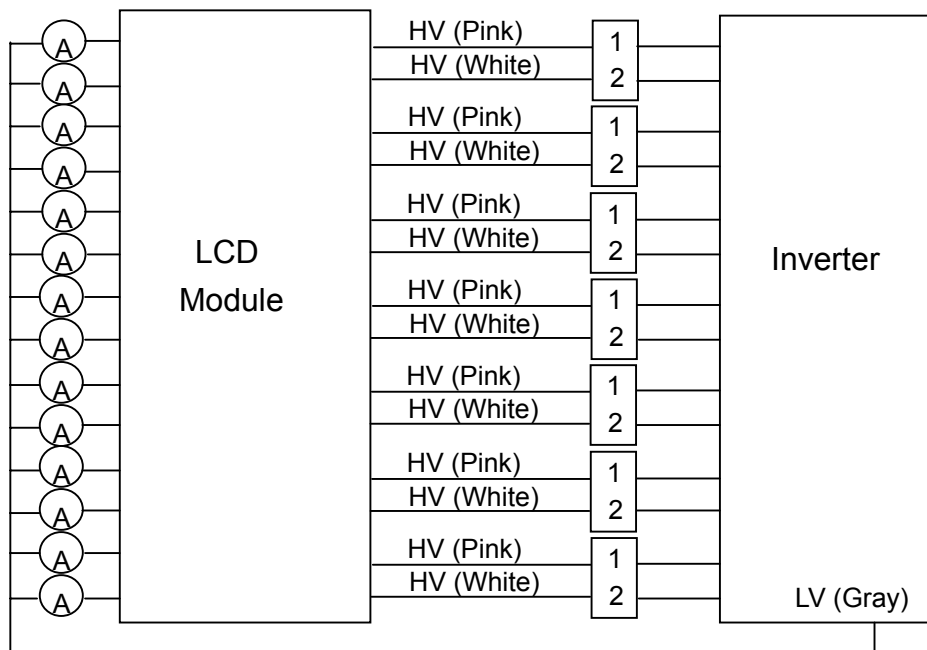 A HV (Pink) 1
A HV (White) 2
A HV (Pink) 1
A HV (White) 2
A HV (Pink) 1
A HV (White) 2
A HV (Pink) 1
A HV (White) 2
A HV (Pink) 1
A HV (White) 2
A HV (Pink) 1
A HV (White) 2
A HV (Pink) 1
A HV (White) 2
LCD
Module
Inverter
LV (Gray)